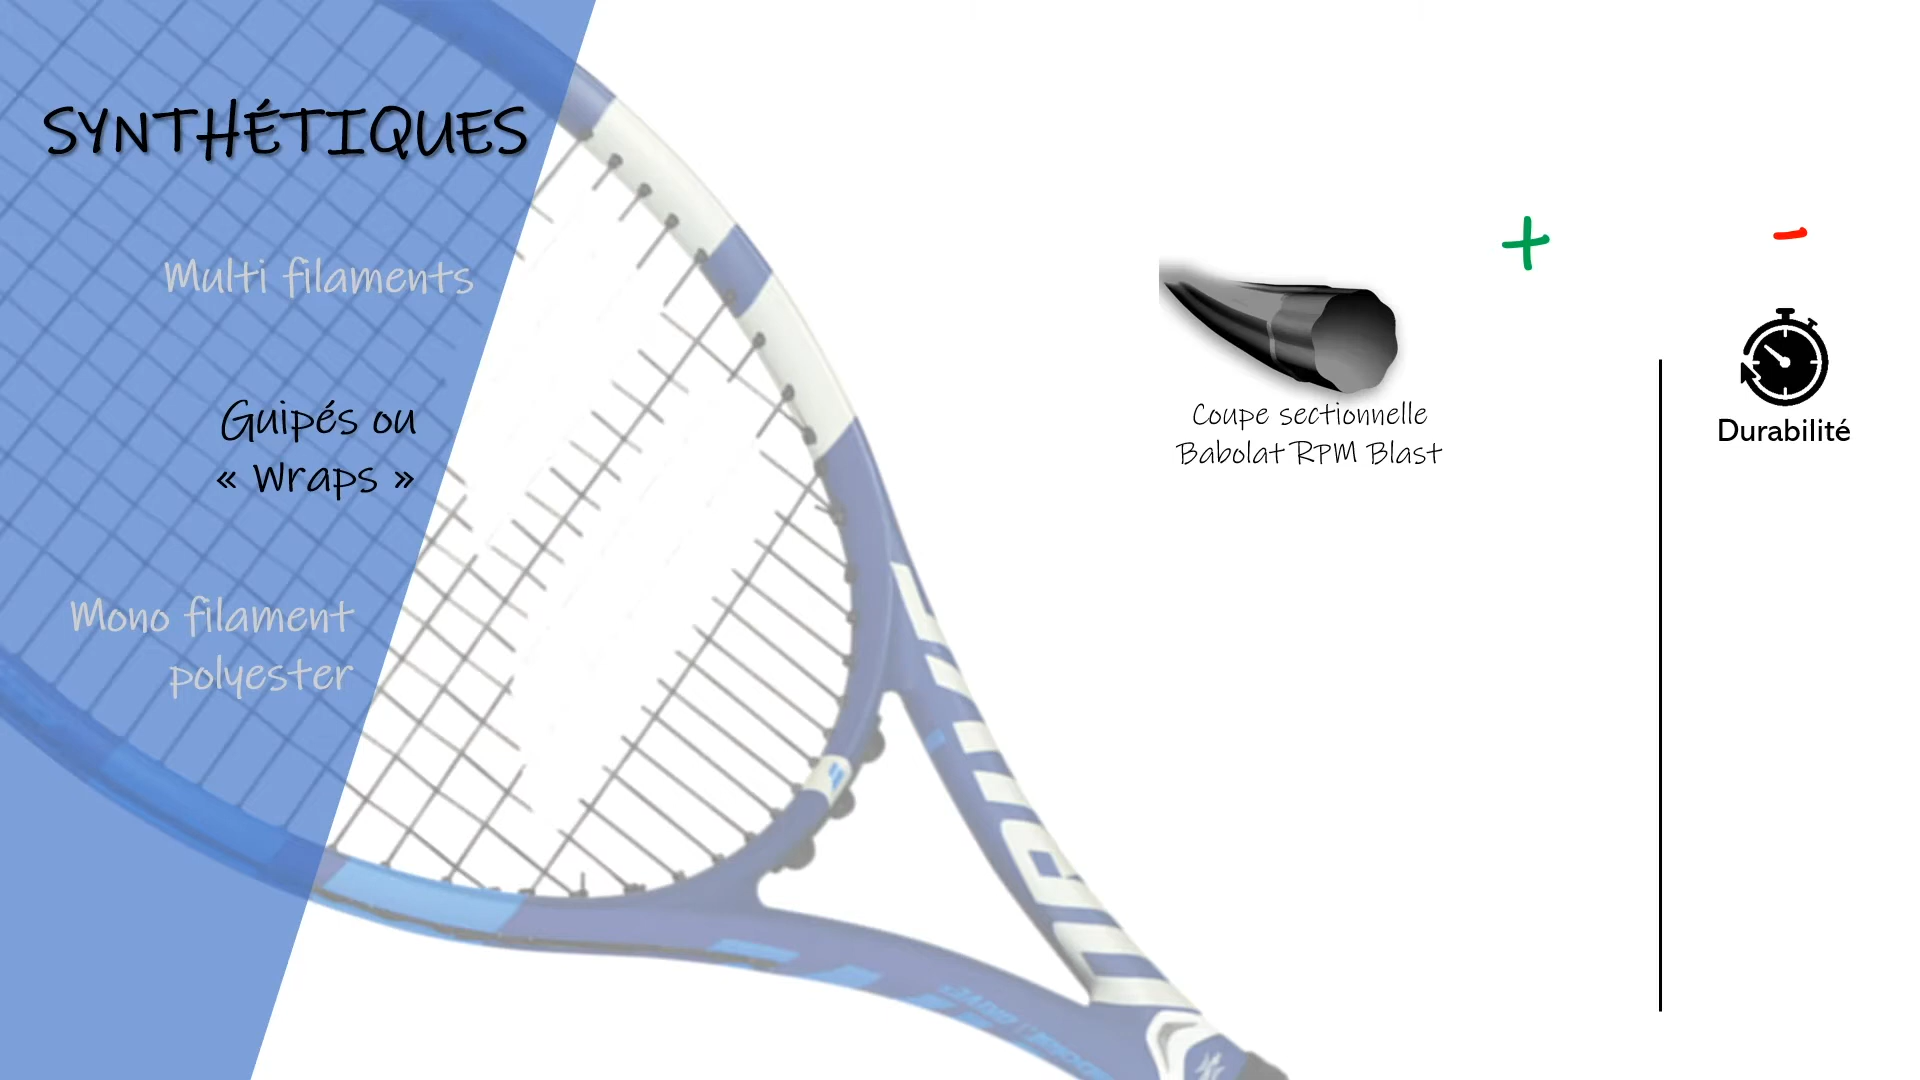 SYNTHÉTIQUES
Multi filaments
Guipés ou
« Wraps »
Mono filament
polyester
+
-
Coupe sectionnelle
Babolat RPM Blast
Durabilité